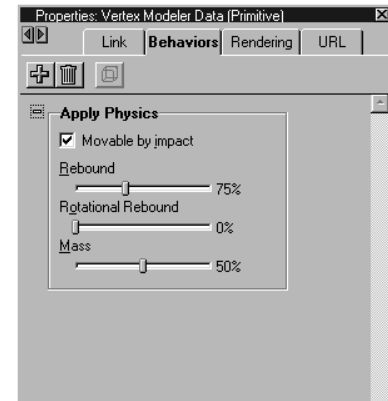 Properties: Vertex Modeler Data (Primitive)
Link Behaviors Rendering URL
Apply Physics
Movable by impact
Rebound
75%
Rotational Rebound
0%
Mass
50%